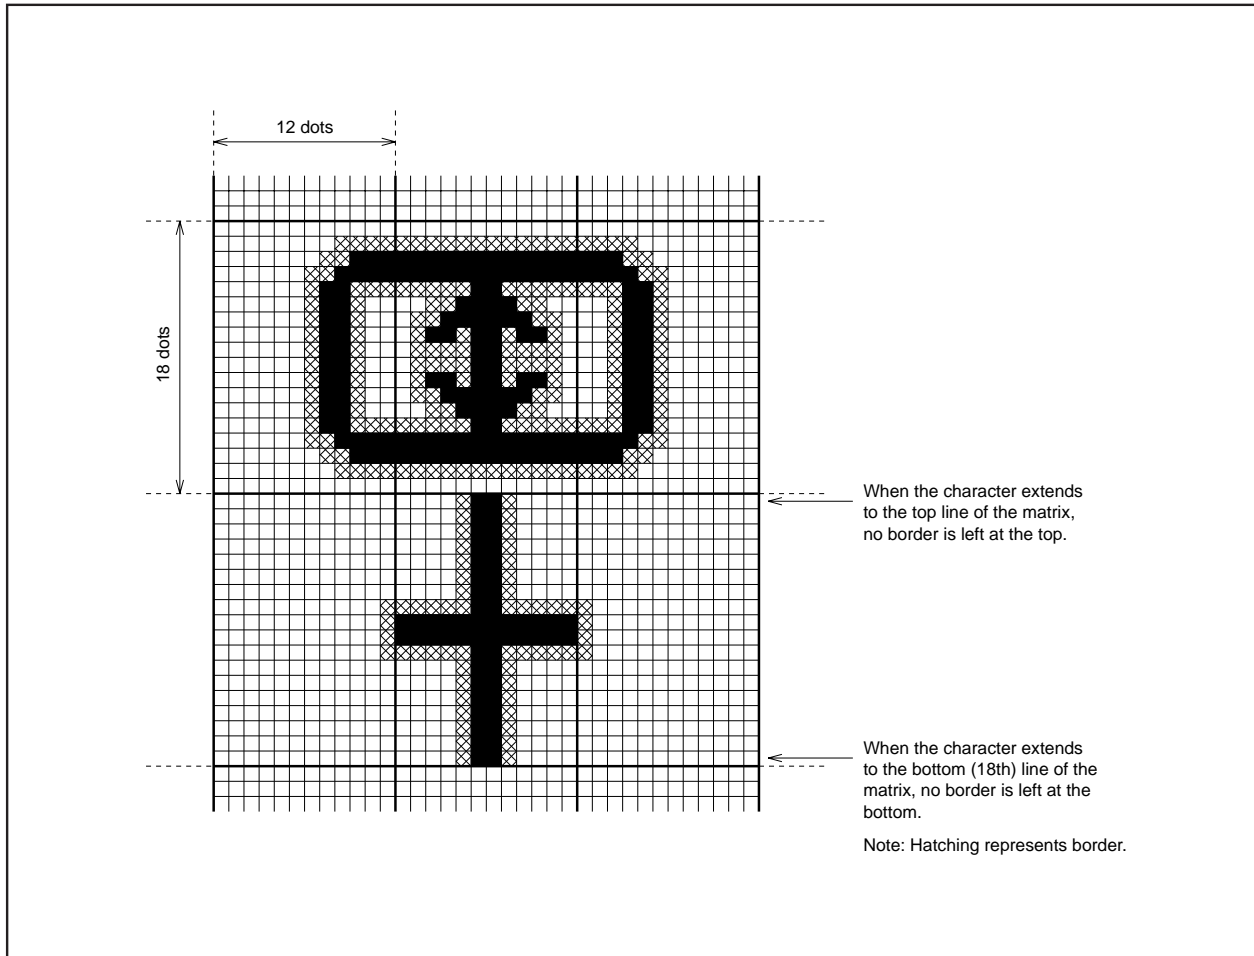 12 dots
18 dots
When the character extends
to the top line of the matrix,
no border is left at the top.
When the character extends
to the bottom (18th) line of the
matrix, no border is left at the
bottom.
Note: Hatching represents border.